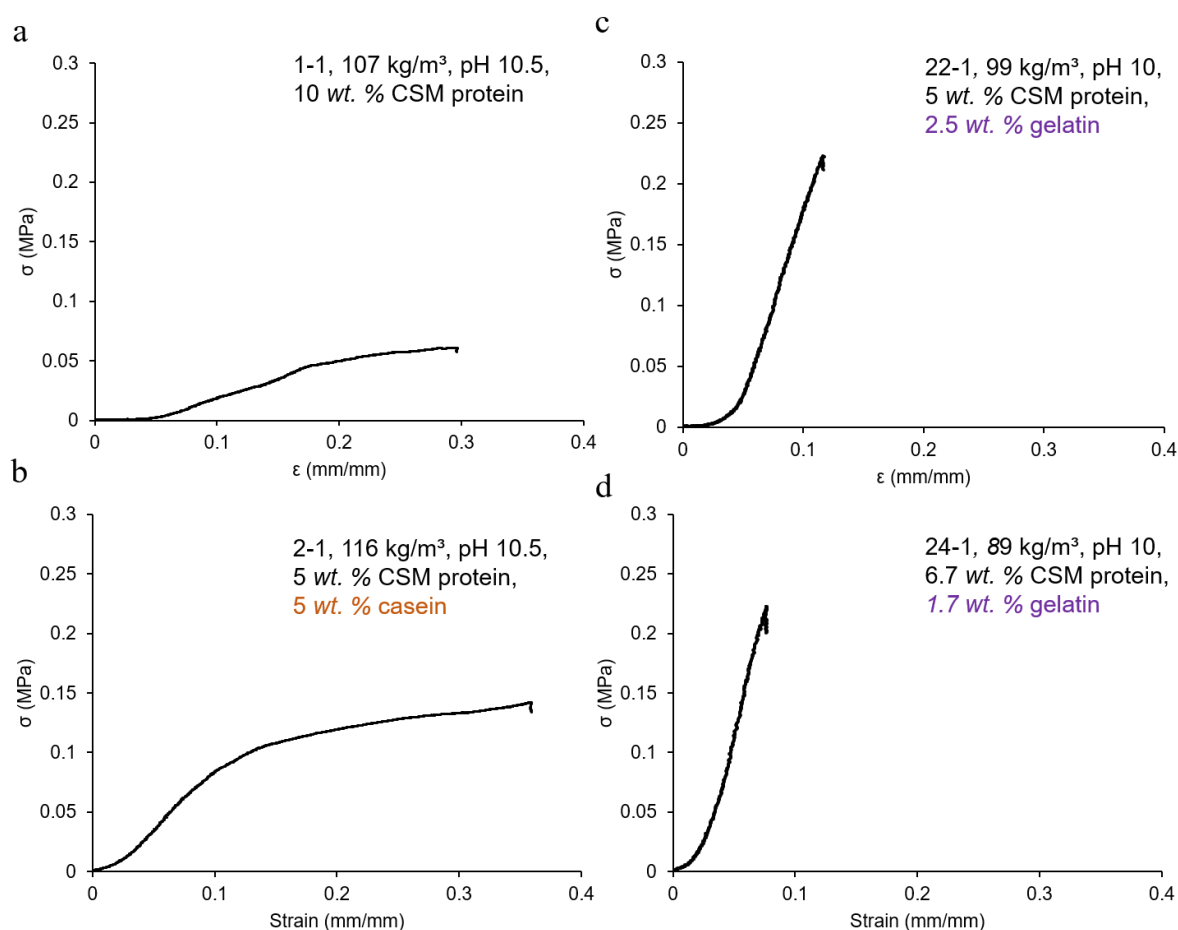 a
0.3
0.25
0.2
0.15
0.1
0.05
0
σ (MPa)
1-1, 107 kg/m³, pH 10.5,
10 wt. % CSM protein
0 0.1 0.2 0.3 0.4
ε (mm/mm)
b
0.3
0.25
0.2
0.15
0.1
0.05
0
σ (MPa)
2-1, 116 kg/m³, pH 10.5,
5 wt. % CSM protein,
5 wt. % casein
0 0.1 0.2 0.3 0.4
Strain (mm/mm)
c
0.3
0.25
0.2
0.15
0.1
0.05
0
σ (MPa)
22-1, 99 kg/m³, pH 10,
5 wt. % CSM protein,
2.5 wt. % gelatin
0 0.1 0.2 0.3 0.4
ε (mm/mm)
d
0.3
0.25
0.2
0.15
0.1
0.05
0
σ (MPa)
24-1, 89 kg/m³, pH 10,
6.7 wt. % CSM protein,
1.7 wt. % gelatin
0 0.1 0.2 0.3 0.4
Strain (mm/mm)